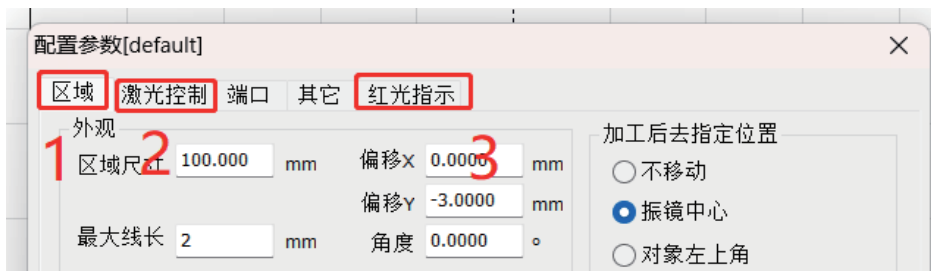 配置参数[default]
区域 激光控制 端口 其它 红光指示
外观
1 2 3
区域尺寸 100.000 mm 偏移X 0.0000 mm
偏移Y -3.0000 mm
最大线长 2 mm 角度 0.0000 °
加工后去指定位置
不移动
振镜中心
对象左上角